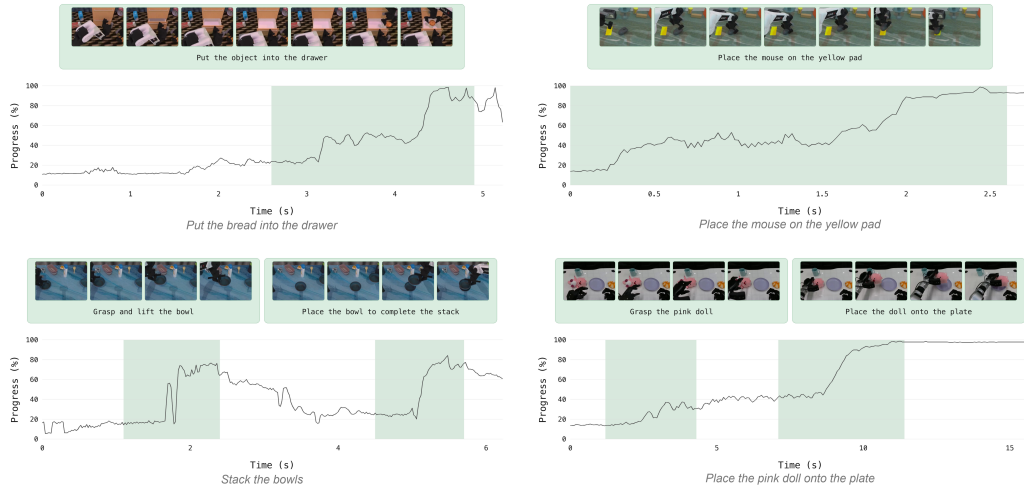 Put the object into the drawer
Progress (%)
100
80
60
40
20
0
0
1
2
3
4
5
Time (s)
Put the bread into the drawer
Place the mouse on the yellow pad
Progress (%)
100
80
60
40
20
0
0
0.5
1
1.5
2
2.5
Time (s)
Place the mouse on the yellow pad
Grasp and lift the bowl
Place the bowl to complete the stack
Progress (%)
100
80
60
40
20
0
0
2
4
6
Time (s)
Stack the bowls
Grasp the pink doll
Place the doll onto the plate
Progress (%)
100
80
60
40
20
0
0
5
10
15
Time (s)
Place the pink doll onto the plate